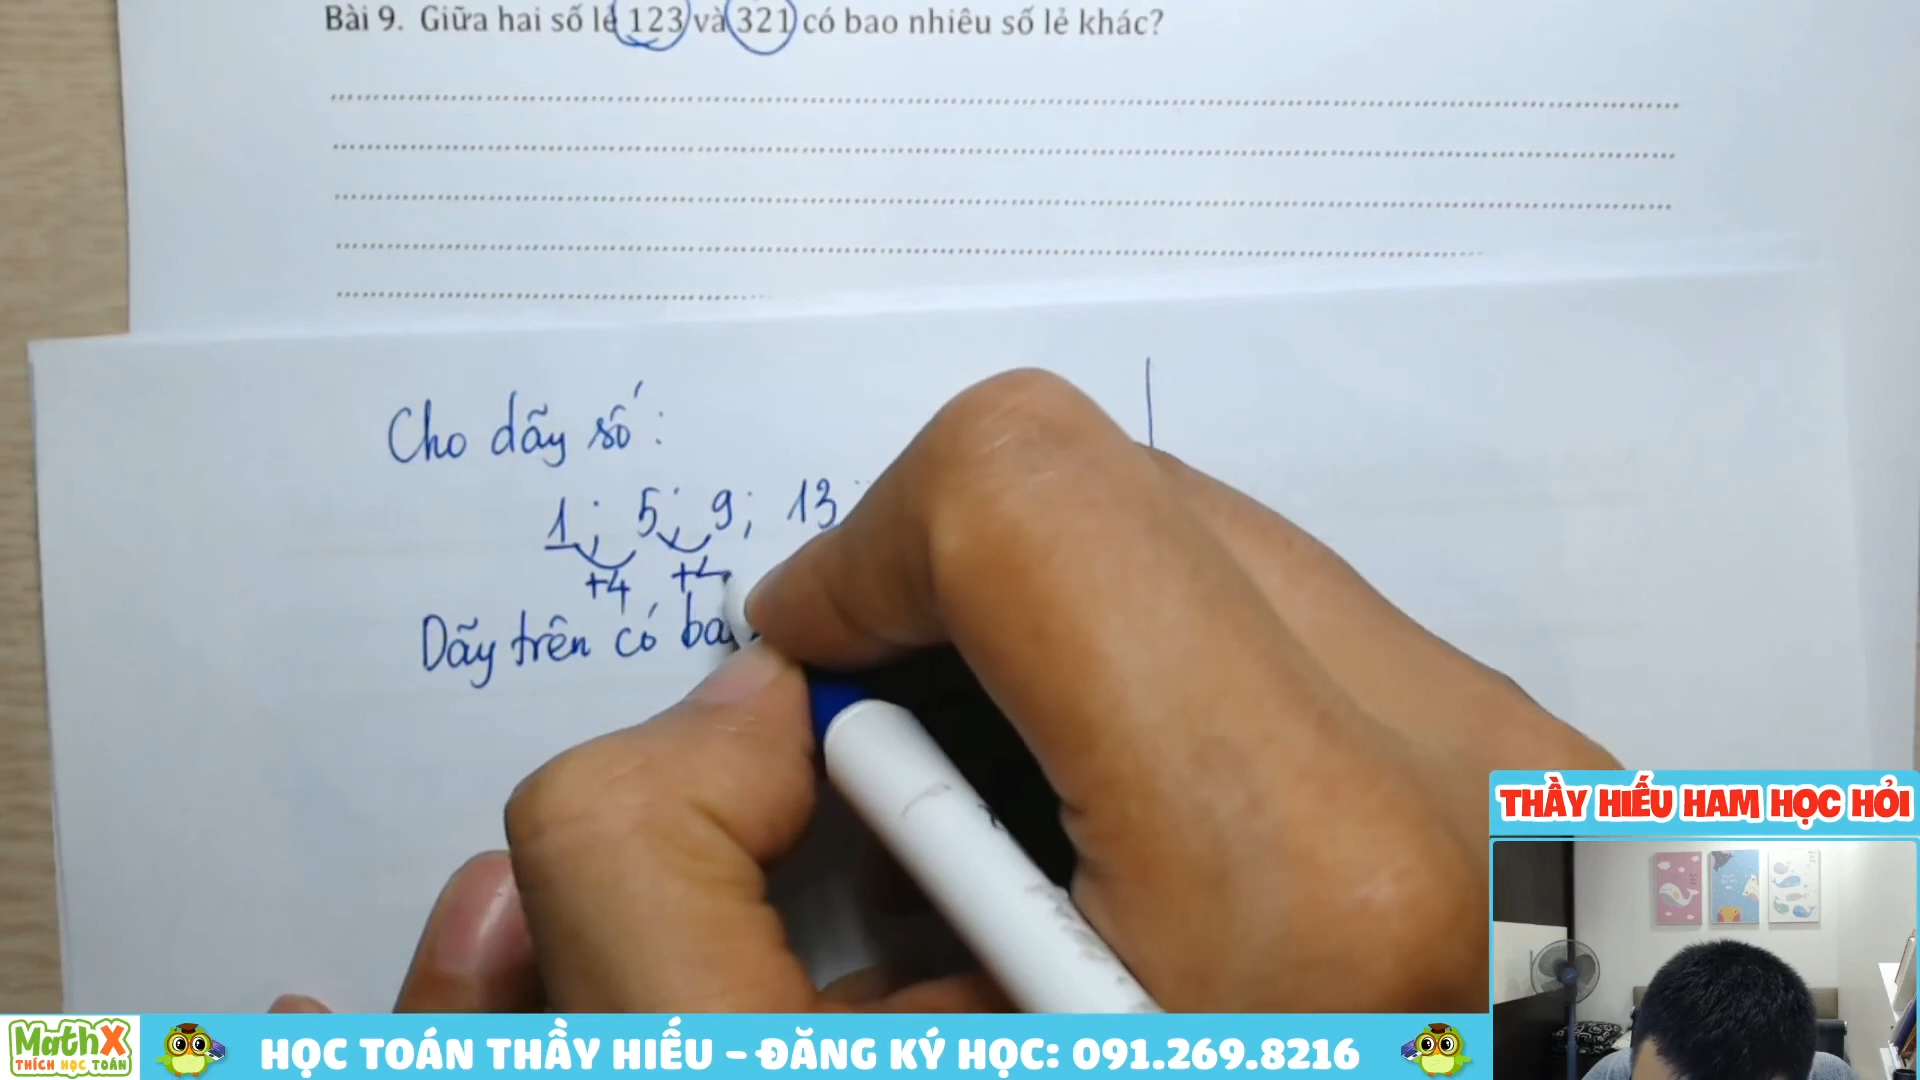 Bài 9. Giữa hai số lẻ 123 và 321 có bao nhiêu số lẻ khác?
Cho dãy số:
1; 5; 9; 13
+4 +4
Dãy trên có
THẦY HIẾU HAM HỌC HỎI
MathX
THÍCH HỌC TOÁN
HỌC TOÁN THẦY HIẾU - ĐĂNG KÝ HỌC: 091.269.8216